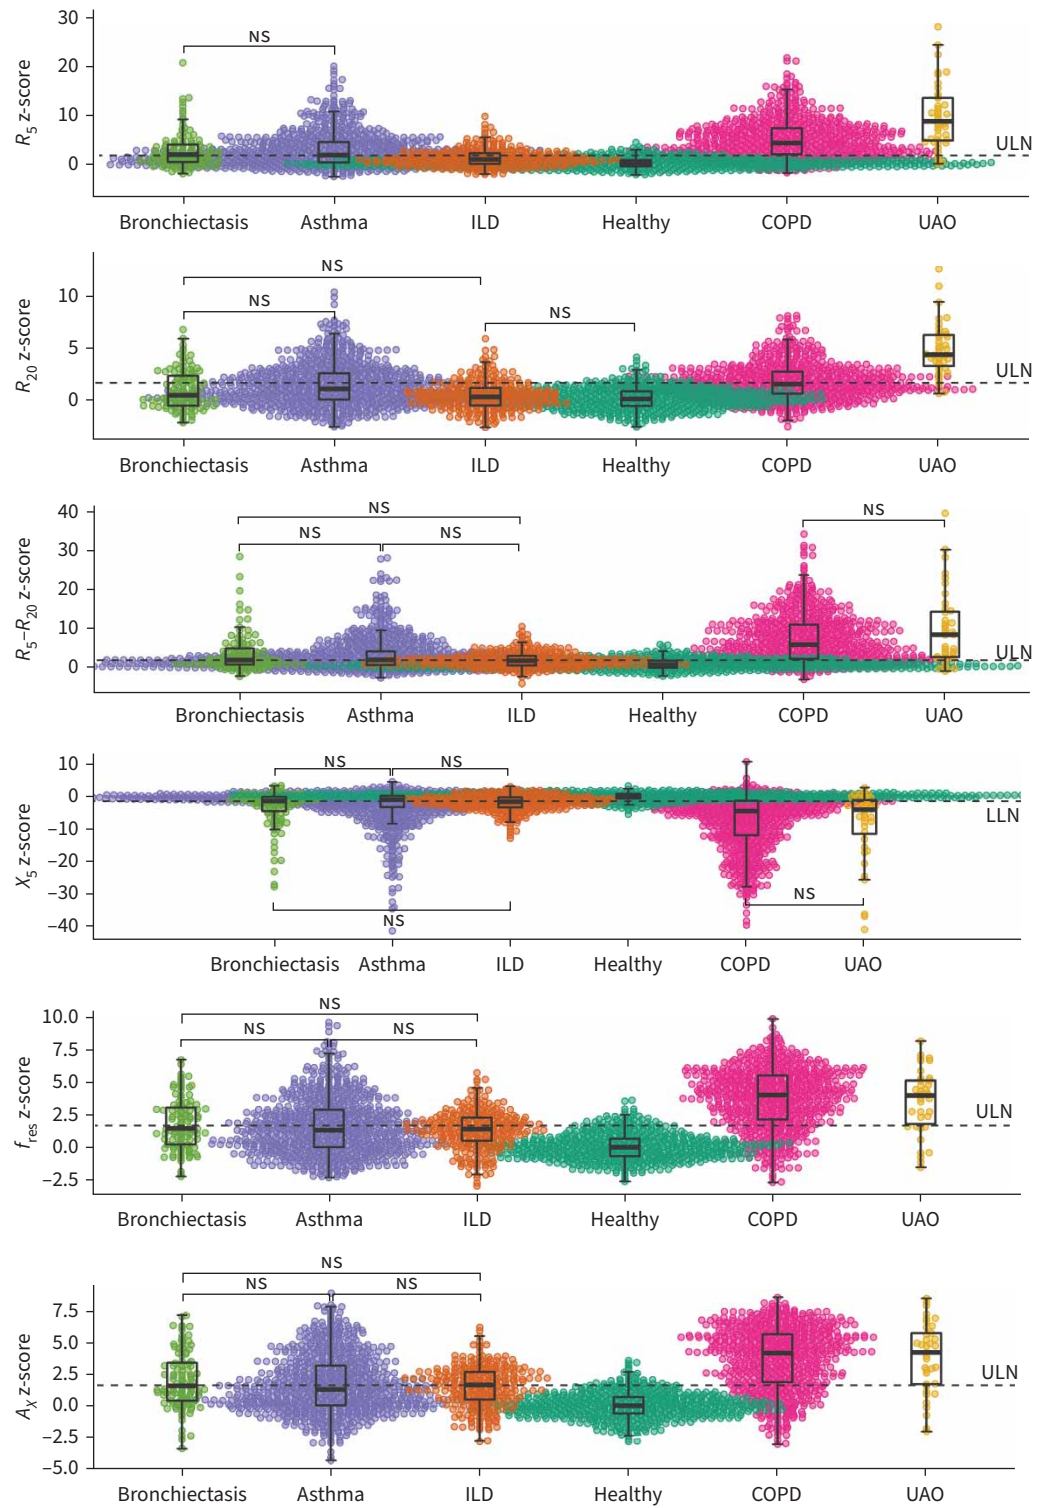 R5 z-score
30
20
10
0
NS
ULN
Bronchiectasis Asthma ILD Healthy COPD UAO
R20 z-score
10
5
0
NS
NS
NS
ULN
Bronchiectasis Asthma ILD Healthy COPD UAO
R5–R20 z-score
40
30
20
10
0
NS
NS NS
NS
ULN
Bronchiectasis Asthma ILD Healthy COPD UAO
X5 z-score
10
0
–10
–20
–30
–40
NS NS
NS
NS
LLN
Bronchiectasis Asthma ILD Healthy COPD UAO
fres z-score
10.0
7.5
5.0
2.5
0.0
–2.5
NS
NS NS
ULN
Bronchiectasis Asthma ILD Healthy COPD UAO
AX z-score
7.5
5.0
2.5
0.0
–2.5
–5.0
NS
NS NS
ULN
Bronchiectasis Asthma ILD Healthy COPD UAO